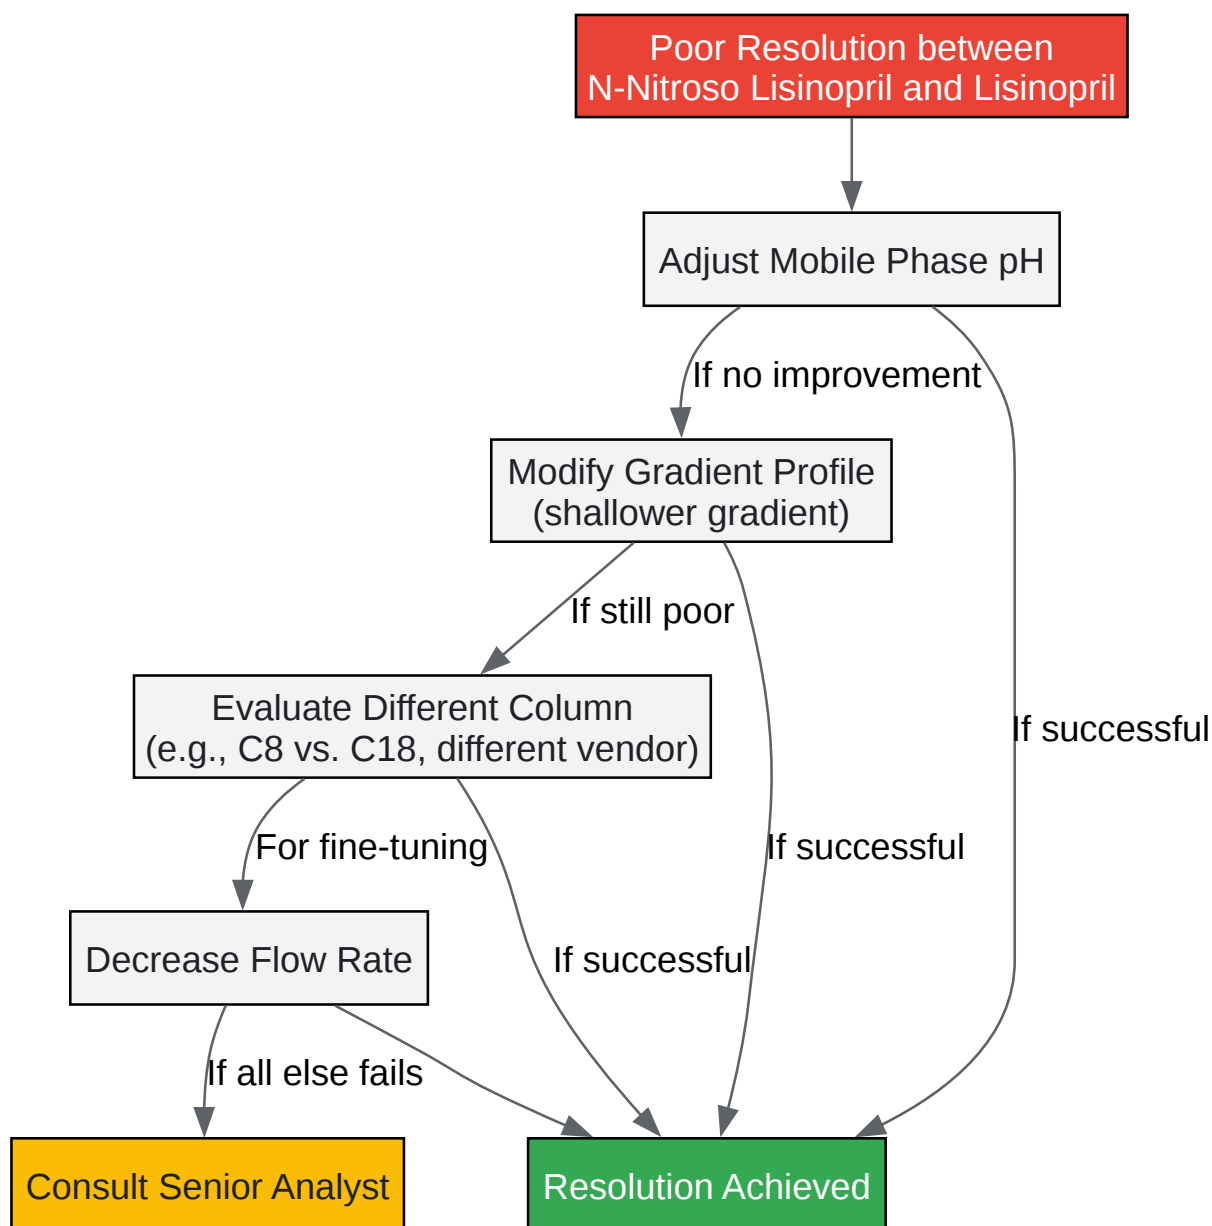 Poor Resolution between
N-Nitroso Lisinopril and Lisinopril
Adjust Mobile Phase pH
If no improvement
Modify Gradient Profile
(shallower gradient)
If still poor
Evaluate Different Column
(e.g., C8 vs. C18, different vendor)
If successful
For fine-tuning
If successful
Decrease Flow Rate
If successful
If all else fails
Consult Senior Analyst
Resolution Achieved